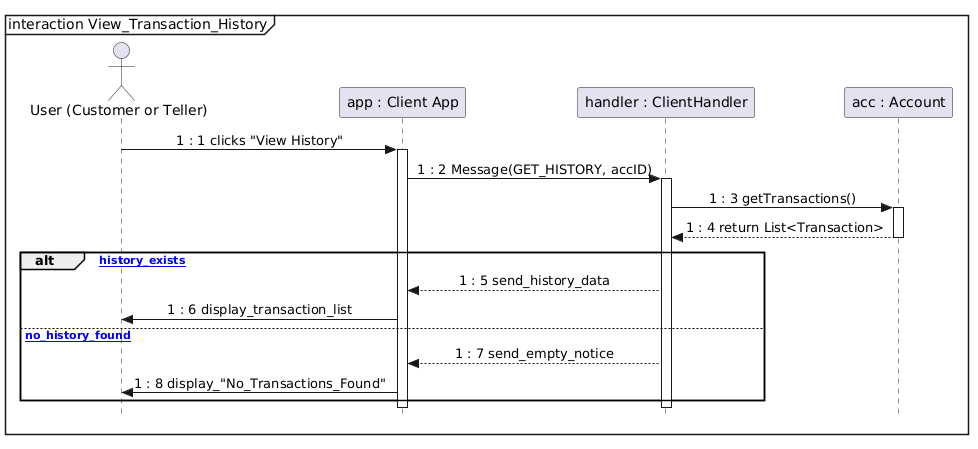 interaction View_Transaction_History
User (Customer or Teller)
app : Client App
handler : ClientHandler
acc : Account
1 : 1 clicks "View History"
1 : 2 Message(GET_HISTORY, accID)
1 : 3 getTransactions()
1 : 4 return List<Transaction>
alt
history_exists
1 : 5 send_history_data
1 : 6 display_transaction_list
no_history_found
1 : 7 send_empty_notice
1 : 8 display_"No_Transactions_Found"